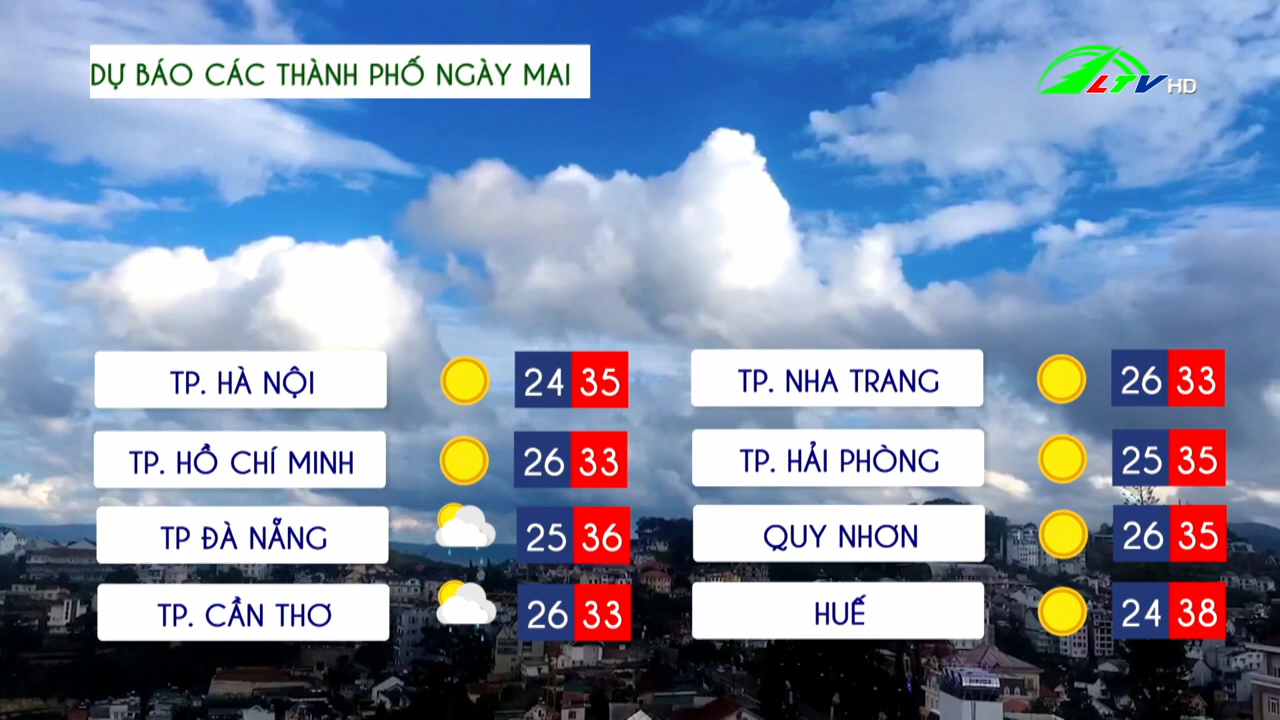 DỰ BÁO CÁC THÀNH PHỐ NGÀY MAI
LTV HD
TP. HÀ NỘI 24 35
TP. HỒ CHÍ MINH 26 33
TP ĐÀ NẴNG 25 36
TP. CẦN THƠ 26 33
TP. NHA TRANG 26 33
TP. HẢI PHÒNG 25 35
QUY NHƠN 26 35
HUẾ 24 38